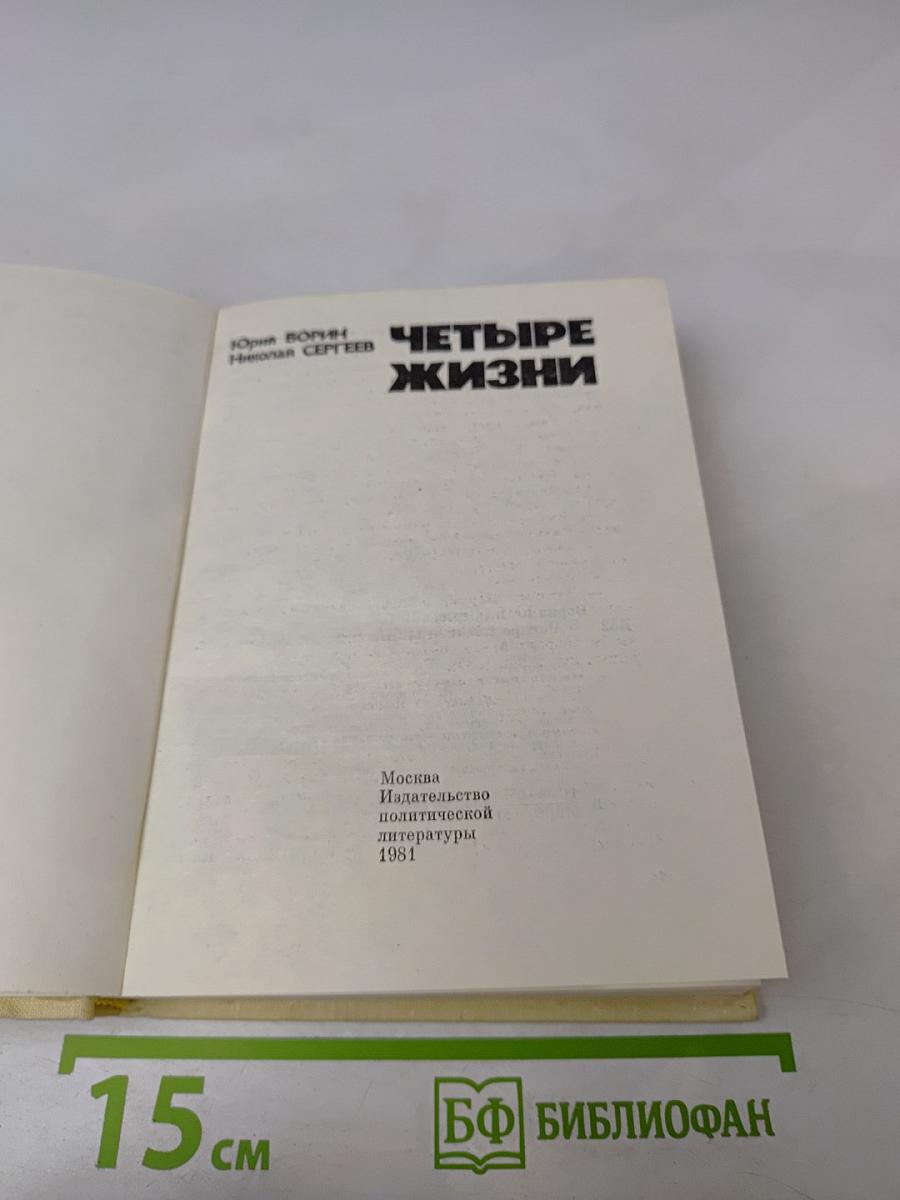 Юрий БОРИН
Николай СЕРГЕЕВ
ЧЕТЫРЕ
ЖИЗНИ
Москва
Издательство
политической
литературы
1981
15 см
БФ БИБЛИОФАН